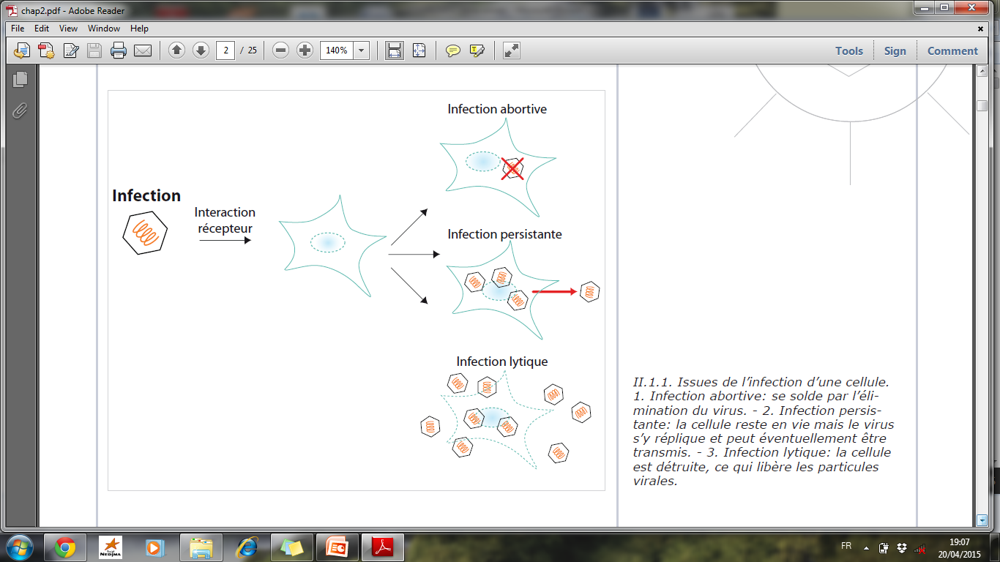 chap2.pdf - Adobe Reader
File Edit View Window Help
2 / 25 140% Tools Sign Comment
Infection abortive
Infection
Interaction
récepteur
Infection persistante
Infection lytique
II.1.1. Issues de l’infection d’une cellule.
1. Infection abortive: se solde par l’éli-
mination du virus. - 2. Infection persis-
tante: la cellule reste en vie mais le virus
s’y réplique et peut éventuellement être
transmis. - 3. Infection lytique: la cellule
est détruite, ce qui libère les particules
virales.
NEDJMA
FR
19:07
20/04/2015